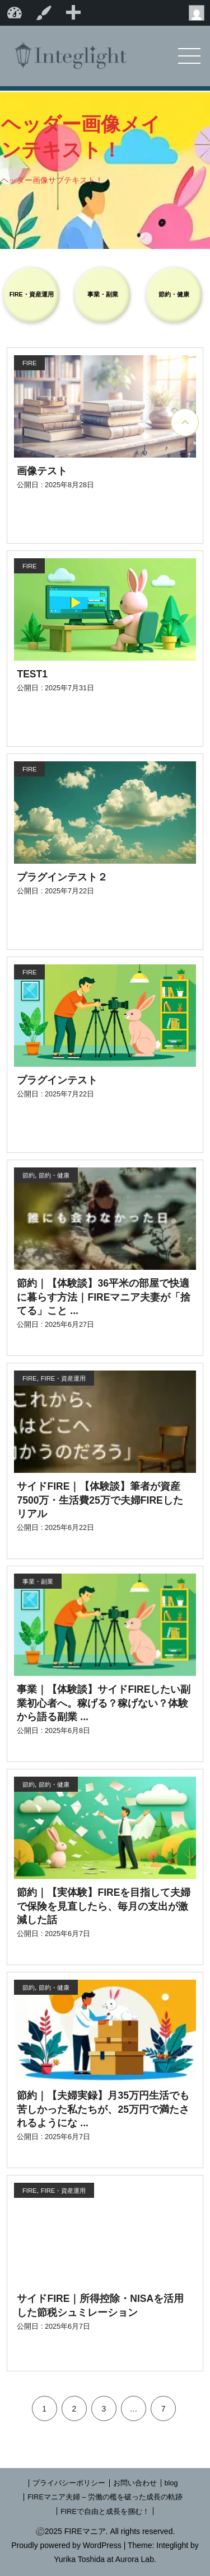 Integlight
ヘッダー画像メイ
ンテキスト！
ヘッダー画像サブテキスト！
FIRE・資産運用
事業・副業
節約・健康
FIRE
画像テスト
公開日：2025年8月28日
FIRE
TEST1
公開日：2025年7月31日
FIRE
プラグインテスト２
公開日：2025年7月22日
FIRE
プラグインテスト
公開日：2025年7月22日
節約, 節約・健康
誰にも会わなかった日。
節約｜【体験談】36平米の部屋で快適
に暮らす方法｜FIREマニア夫妻が「捨
てる」こと ...
公開日：2025年6月27日
FIRE, FIRE・資産運用
これから、
はどこへ
かうのだろう」
サイドFIRE｜【体験談】筆者が資産
7500万・生活費25万で夫婦FIREした
リアル
公開日：2025年6月22日
事業・副業
事業｜【体験談】サイドFIREしたい副
業初心者へ。稼げる？稼げない？体験
から語る副業 ...
公開日：2025年6月8日
節約, 節約・健康
節約｜【実体験】FIREを目指して夫婦
で保険を見直したら、毎月の支出が激
減した話
公開日：2025年6月7日
節約, 節約・健康
節約｜【夫婦実録】月35万円生活でも
苦しかった私たちが、25万円で満たさ
れるようにな ...
公開日：2025年6月7日
FIRE, FIRE・資産運用
サイドFIRE｜所得控除・NISAを活用
した節税シュミレーション
公開日：2025年6月7日
1 2 3 … 7
| プライバシーポリシー | お問い合わせ | blog
| FIREマニア夫婦 – 労働の檻を破った成長の軌跡
| FIREで自由と成長を掴む！ |
Ⓒ2025 FIREマニア. All rights reserved.
Proudly powered by WordPress | Theme: Integlight by
Yurika Toshida at Aurora Lab.